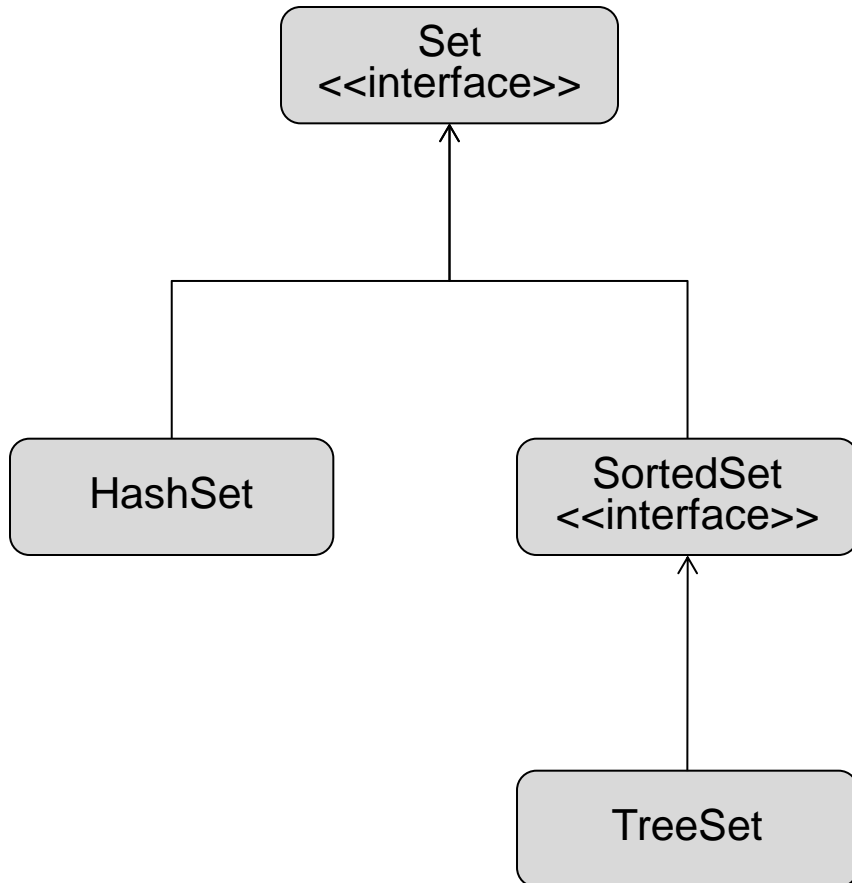 Set
<<interface>>
HashSet
SortedSet
<<interface>>
TreeSet